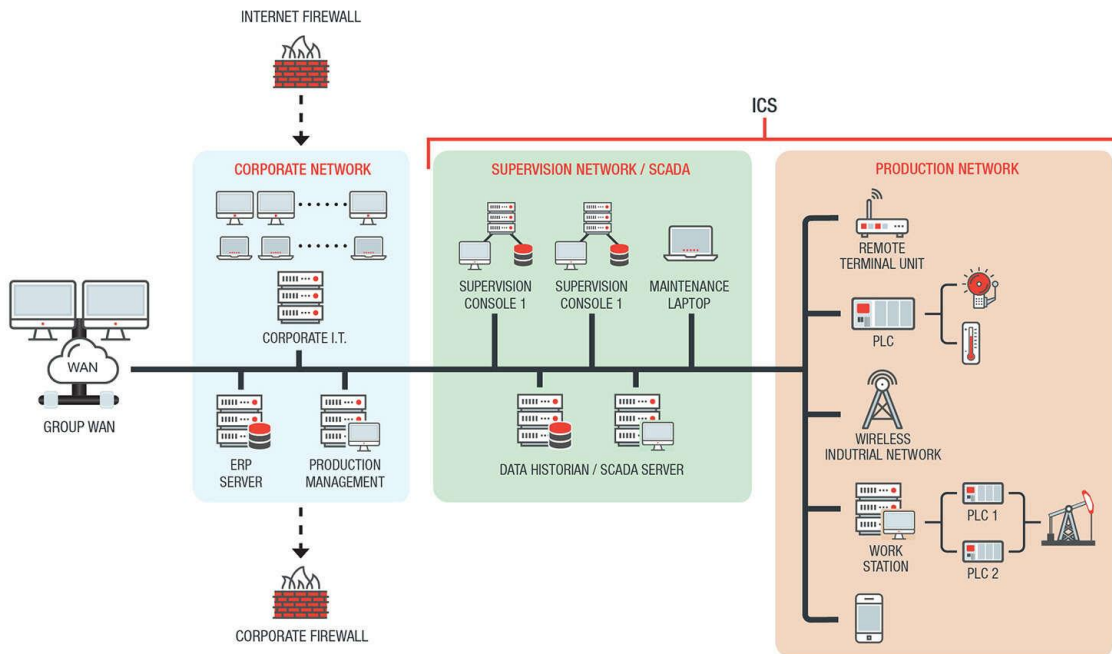 INTERNET FIREWALL
ICS
CORPORATE NETWORK
SUPERVISION NETWORK / SCADA
PRODUCTION NETWORK
REMOTE
TERMINAL UNIT
SUPERVISION
CONSOLE 1
SUPERVISION
CONSOLE 1
MAINTENANCE
LAPTOP
CORPORATE I.T.
PLC
WAN
GROUP WAN
ERP
SERVER
PRODUCTION
MANAGEMENT
DATA HISTORIAN / SCADA SERVER
WIRELESS
INDUTRIAL NETWORK
WORK
STATION
PLC 1
PLC 2
CORPORATE FIREWALL